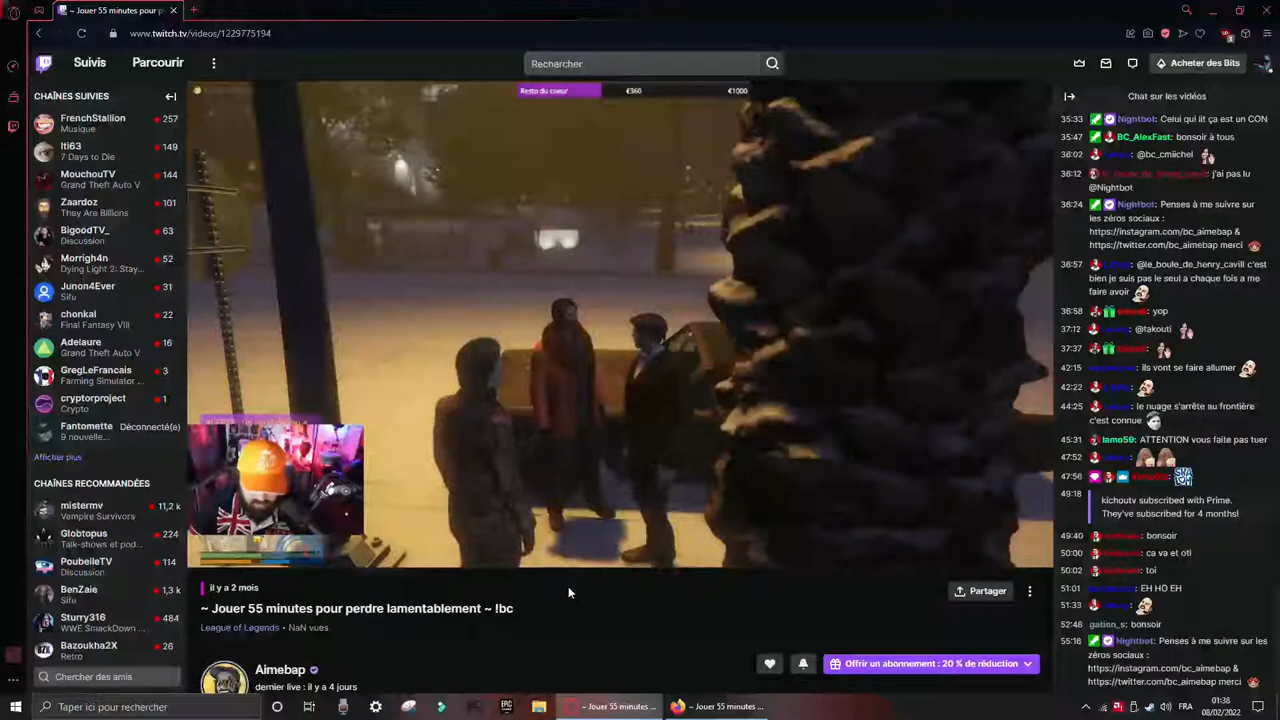 ~ Jouer 55 minutes pour p
www.twitch.tv/videos/1229775194
Suivis
Parcourir
Rechercher
Acheter des Bits
CHAÎNES SUIVIES
FrenchStallion
257
Musique
Iti63
149
7 Days to Die
MouchouTV
144
Grand Theft Auto V
Zaardoz
101
They Are Billions
BigoodTV_
63
Discussion
Morrigh4n
52
Dying Light 2: Stay...
Junon4Ever
31
Sifu
chonkai
22
Final Fantasy VIII
Adelaure
16
Grand Theft Auto V
GregLeFrancais
3
Farming Simulator ...
cryptorproject
1
Crypto
Fantomette
Déconnecté(e)
9 nouvelle...
Afficher plus
CHAÎNES RECOMMANDÉES
mistermv
11,2 k
Vampire Survivors
Globtopus
224
Talk-shows et pod...
PoubelleTV
114
Discussion
BenZaie
1,3 k
Sifu
Sturry316
484
WWE SmackDown ...
Bazoukha2X
26
Retro
Chercher des amis
Resto du coeur
€360
€1000
il y a 2 mois
~ Jouer 55 minutes pour perdre lamentablement ~ !bc
League of Legends • NaN vues
Partager
Aimebap
dernier live : il y a 4 jours
Offrir un abonnement : 20 % de réduction
Chat sur les vidéos
35:33 Nightbot: Celui qui lit ça est un CON
35:47 BC_AlexFast: bonsoir à tous
36:02 @bc_cmiichel
36:12 j'ai pas lu
@Nightbot
36:24 Nightbot: Penses à me suivre sur
les zéros sociaux :
https://instagram.com/bc_aimebap &
https://twitter.com/bc_aimebap merci
36:57 @le_boule_de_henry_cavill c'est
bien je suis pas le seul a chaque fois a me
faire avoir
36:58 yop
37:12 @takouti
37:37
42:15 ils vont se faire allumer
42:22
44:25 le nuage s'arrête au frontière
c'est connue
45:31 lamo59: ATTENTION vous faite pas tuer
47:52
47:56
49:18 kichoutv subscribed with Prime.
They've subscribed for 4 months!
49:40 bonsoir
50:00 ca va et oti
50:02 toi
51:01 EH HO EH
51:33
52:48 gatien_s: bonsoir
55:16 Nightbot: Penses à me suivre sur les
zéros sociaux :
https://instagram.com/bc_aimebap &
https://twitter.com/bc_aimebap merci
Taper ici pour rechercher
~ Jouer 55 minutes ...
~ Jouer 55 minutes ...
FRA
01:38
08/02/2022